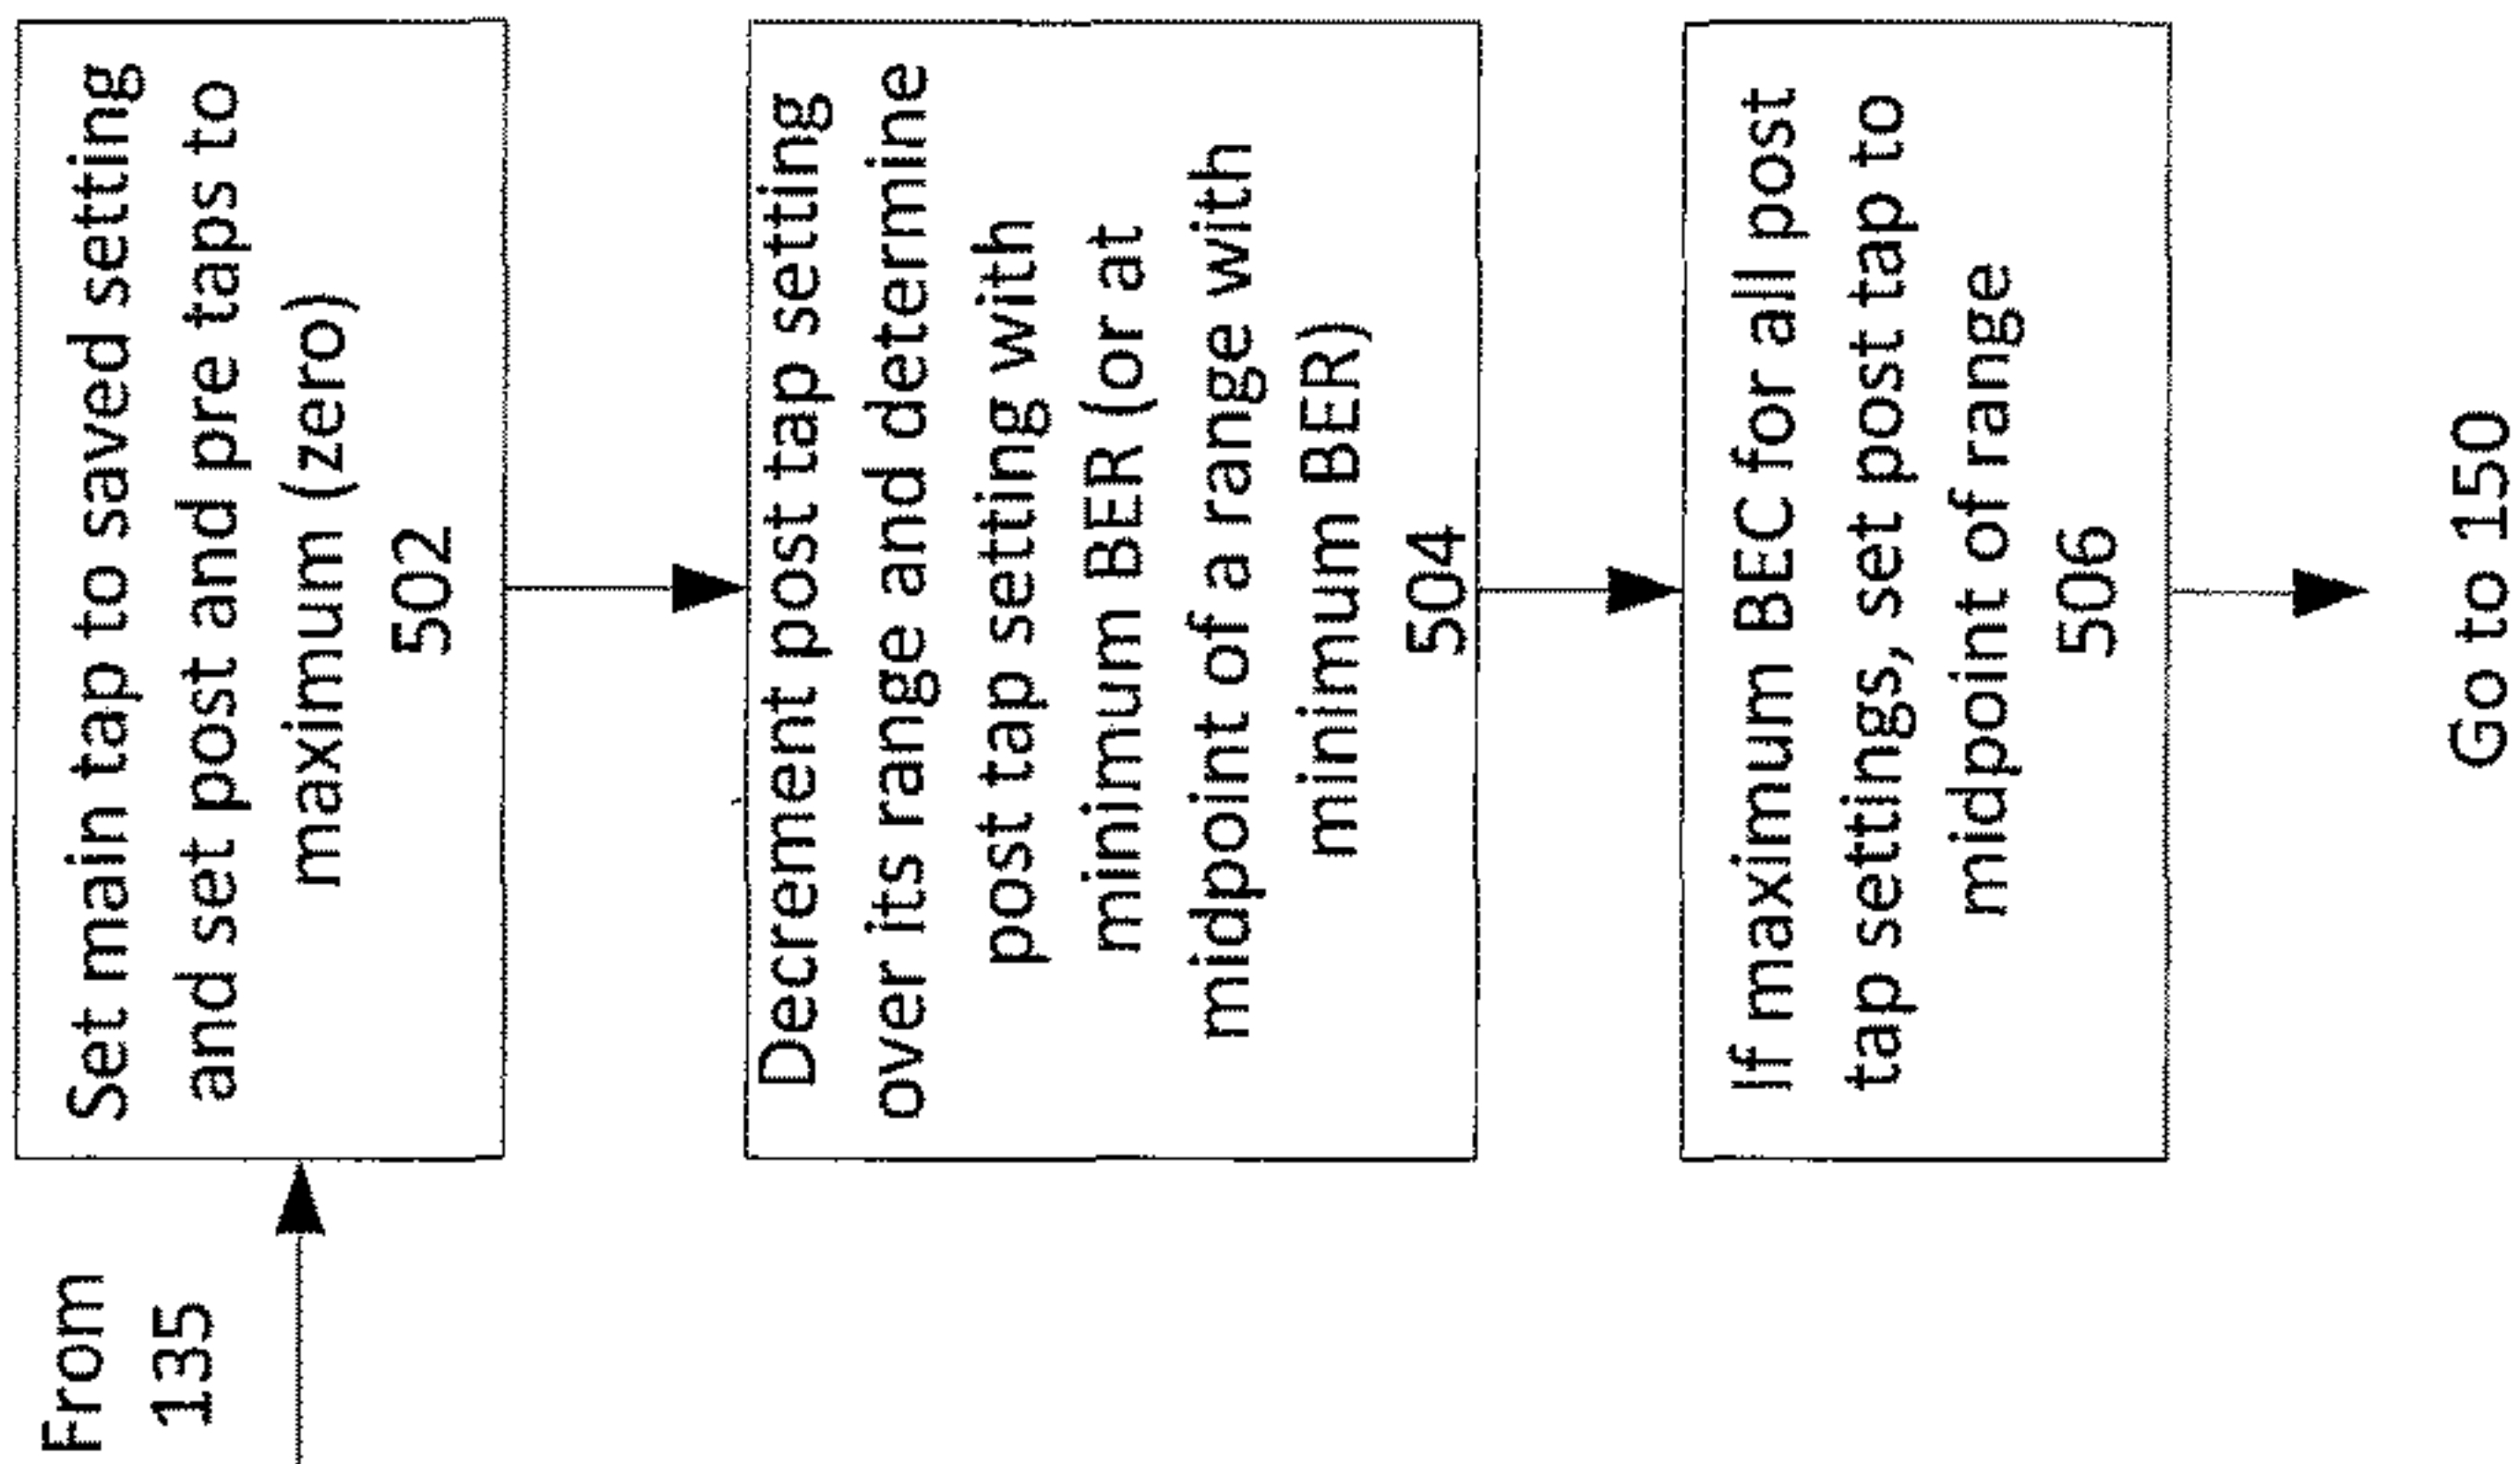 From
135
Set main tap to saved setting
and set post and pre taps to
maximum (zero)
502
Decrement post tap setting
over its range and determine
post tap setting with
minimum BER (or at
midpoint of a range with
minimum BER)
504
If maximum BEC for all post
tap settings, set post tap to
midpoint of range
506
Go to 150